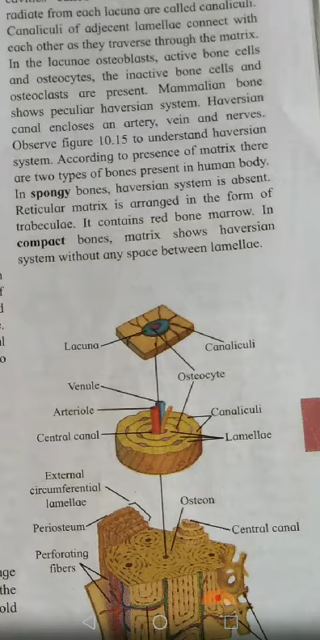 radiate from each lacuna are called canaliculi.
Canaliculi of adjecent lamellae connect with
each other as they traverse through the matrix.
In the lacunae osteoblasts, active bone cells
and osteocytes, the inactive bone cells and
osteoclasts are present. Mammalian bone
shows peculiar haversian system. Haversian
canal encloses an artery, vein and nerves.
Observe figure 10.15 to understand haversian
system. According to presence of matrix there
are two types of bones present in human body.
In spongy bones, haversian system is absent.
Reticular matrix is arranged in the form of
trabeculae. It contains red bone marrow. In
compact bones, matrix shows haversian
system without any space between lamellae.
Lacuna
Canaliculi
Osteocyte
Venule
Arteriole
Canaliculi
Central canal
Lamellae
External
circumferential
lamellae
Osteon
Periosteum
Central canal
Perforating
fibers
the
old